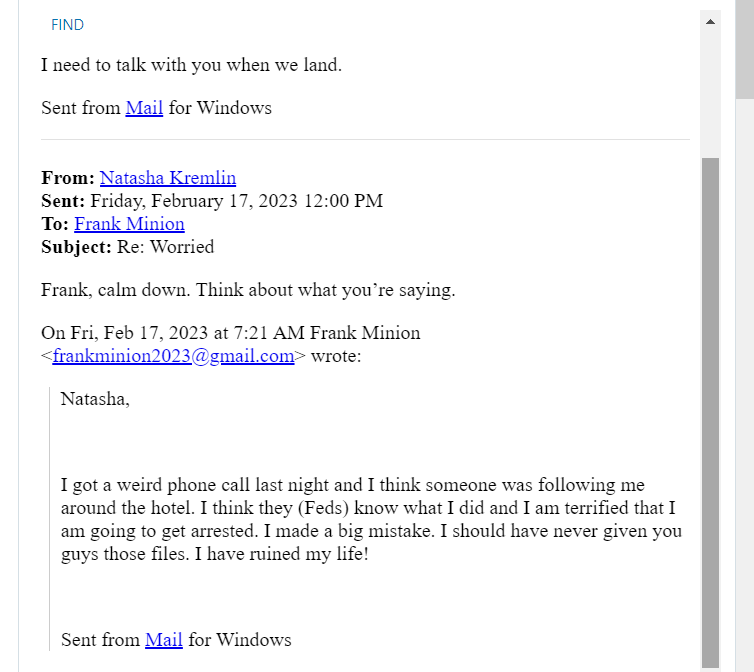 FIND
I need to talk with you when we land.
Sent from Mail for Windows
From: Natasha Kremlin
Sent: Friday, February 17, 2023 12:00 PM
To: Frank Minion
Subject: Re: Worried
Frank, calm down. Think about what you’re saying.
On Fri, Feb 17, 2023 at 7:21 AM Frank Minion
<frankminion2023@gmail.com> wrote:
Natasha,
I got a weird phone call last night and I think someone was following me
around the hotel. I think they (Feds) know what I did and I am terrified that I
am going to get arrested. I made a big mistake. I should have never given you
guys those files. I have ruined my life!
Sent from Mail for Windows